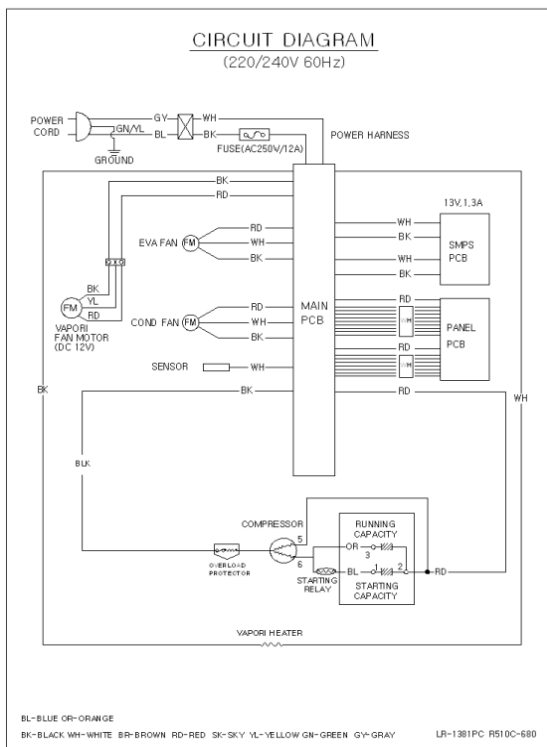 CIRCUIT DIAGRAM
(220/240V 60Hz)
POWER CORD
GY
WH
GN/YL
BL
BK
GROUND
FUSE(AC250V/12A)
POWER HARNESS
BK
RD
13V,1,3A
EVA FAN
FM
RD
WH
BK
WH
BK
WH
BK
SMPS
PCB
BK
YL
RD
FM
VAPORI
FAN MOTOR
(DC 12V)
COND FAN
FM
RD
WH
BK
MAIN
PCB
RD
WH
RD
WH
PANEL
PCB
SENSOR
WH
BK
BK
RD
WH
BLK
COMPRESSOR
5
6
OVERLOAD
PROTECTOR
STARTING
RELAY
RUNNING
CAPACITY
OR
3
BL
1
2
RD
STARTING
CAPACITY
VAPORI HEATER
BL-BLUE OR-ORANGE
BK-BLACK WH-WHITE BR-BROWN RD-RED SK-SKY YL-YELLOW GN-GREEN GY-GRAY
LR-1381PC R510C-680